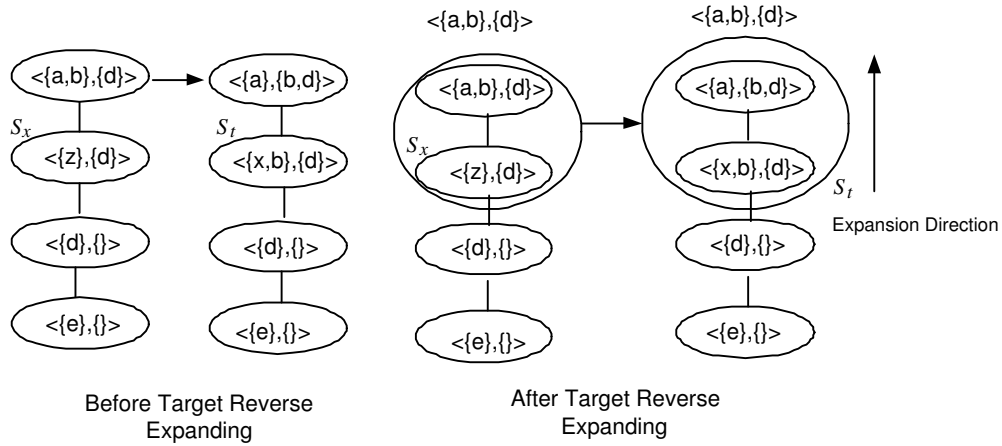 <{a,b},{d}>
<{a},{b,d}>
S_x
<{z},{d}>
S_t
<{x,b},{d}>
<{d},{}>
<{d},{}>
<{e},{}>
<{e},{}>
Before Target Reverse
Expanding
<{a,b},{d}>
<{a,b},{d}>
<{a,b},{d}>
<{a},{b,d}>
S_x
<{z},{d}>
<{x,b},{d}>
S_t
Expansion Direction
<{d},{}>
<{d},{}>
<{e},{}>
<{e},{}>
After Target Reverse
Expanding